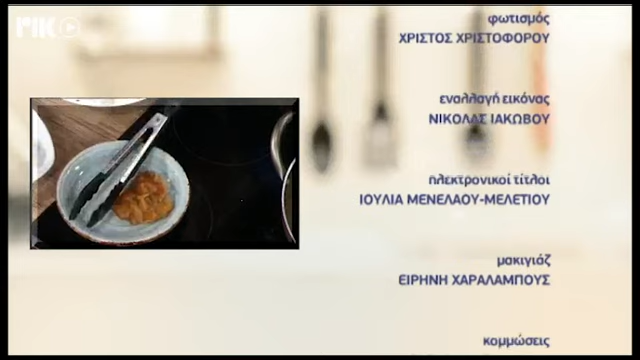 ΡΙΚ
φωτισμός
ΧΡΙΣΤΟΣ ΧΡΙΣΤΟΦΟΡΟΥ
εναλλαγή εικόνας
ΝΙΚΟΛΑΣ ΙΑΚΩΒΟΥ
ηλεκτρονικοί τίτλοι
ΙΟΥΛΙΑ ΜΕΝΕΛΑΟΥ-ΜΕΛΕΤΙΟΥ
μακιγιάζ
ΕΙΡΗΝΗ ΧΑΡΑΛΑΜΠΟΥΣ
κομμώσεις